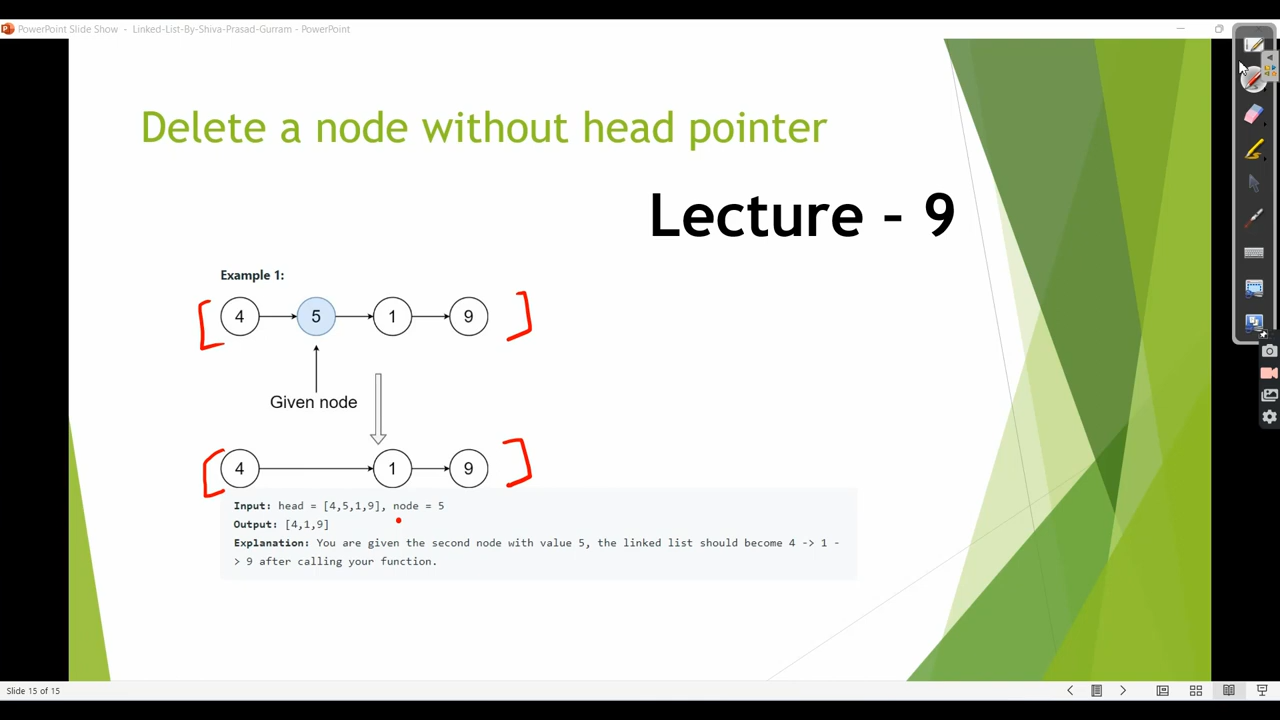 PowerPoint Slide Show - Linked-List-By-Shiva-Prasad-Gurram - PowerPoint
Delete a node without head pointer
Lecture – 9
Example 1:
4 5 1 9
Given node
4 1 9
Input: head = [4,5,1,9], node = 5
Output: [4,1,9]
Explanation: You are given the second node with value 5, the linked list should become 4 -> 1 -
> 9 after calling your function.
Slide 15 of 15